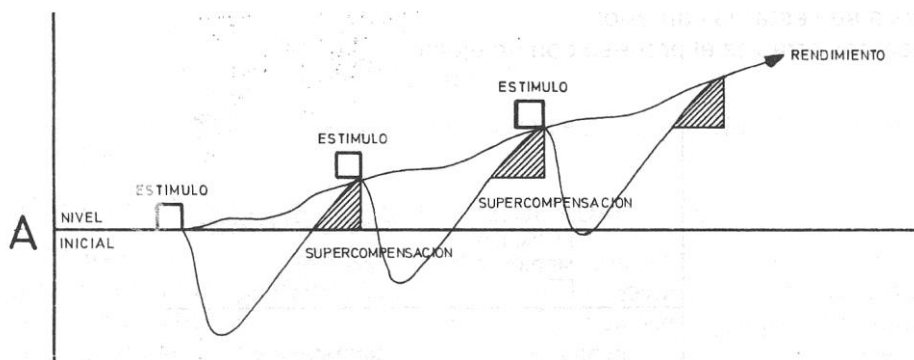 RENDIMIENTO
ESTIMULO
ESTIMULO
ESTIMULO
SUPERCOMPENSACION
A
NIVEL
INICIAL
SUPERCOMPENSACION